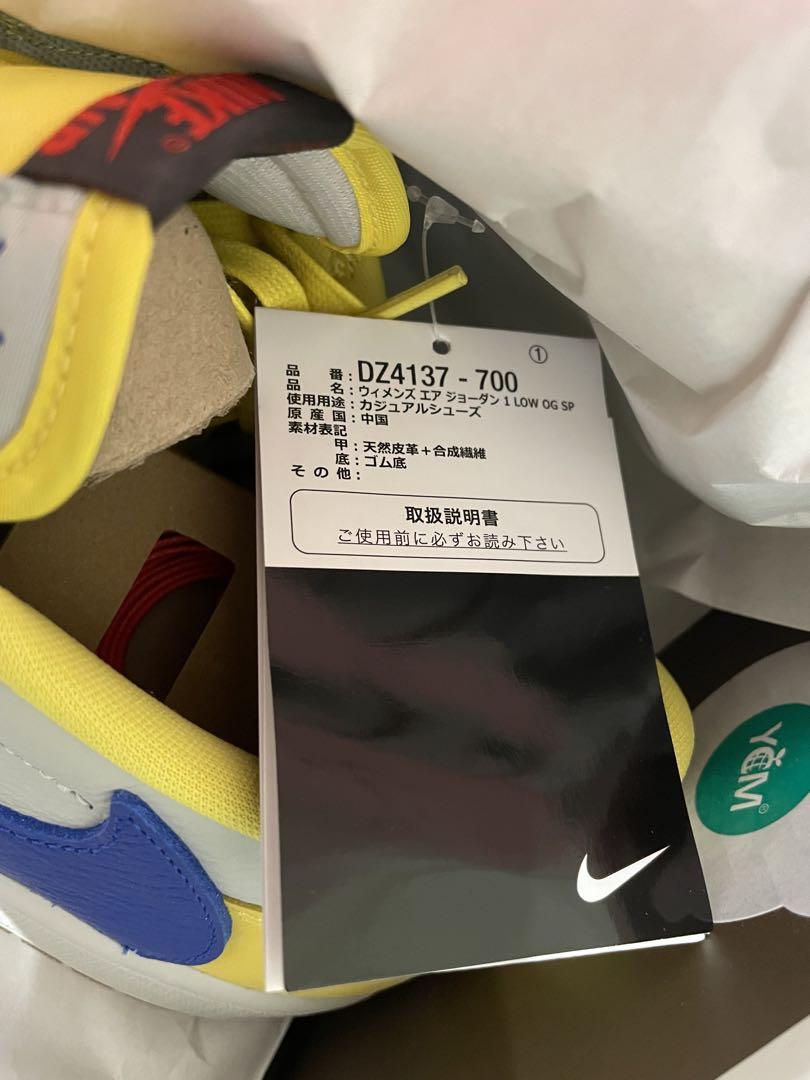 NIKE
AIR
①
品 番 : DZ4137 - 700
品 名 : ウィメンズ エア ジョーダン 1 LOW OG SP
使用用途 : カジュアルシューズ
原 産 国 : 中国
素材表記
甲 : 天然皮革+合成繊維
底 : ゴム底
そ の 他 :
取扱説明書
ご使用前に必ずお読み下さい
YOM®